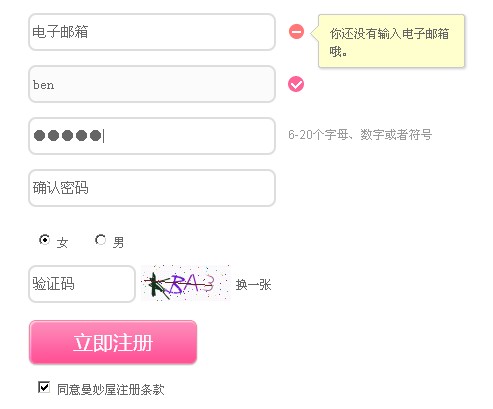 电子邮箱
你还没有输入电子邮箱
哦。
ben
●●●●●
6-20个字母、数字或者符号
确认密码
女 男
验证码 KBA3 换一张
立即注册
同意曼妙屋注册条款